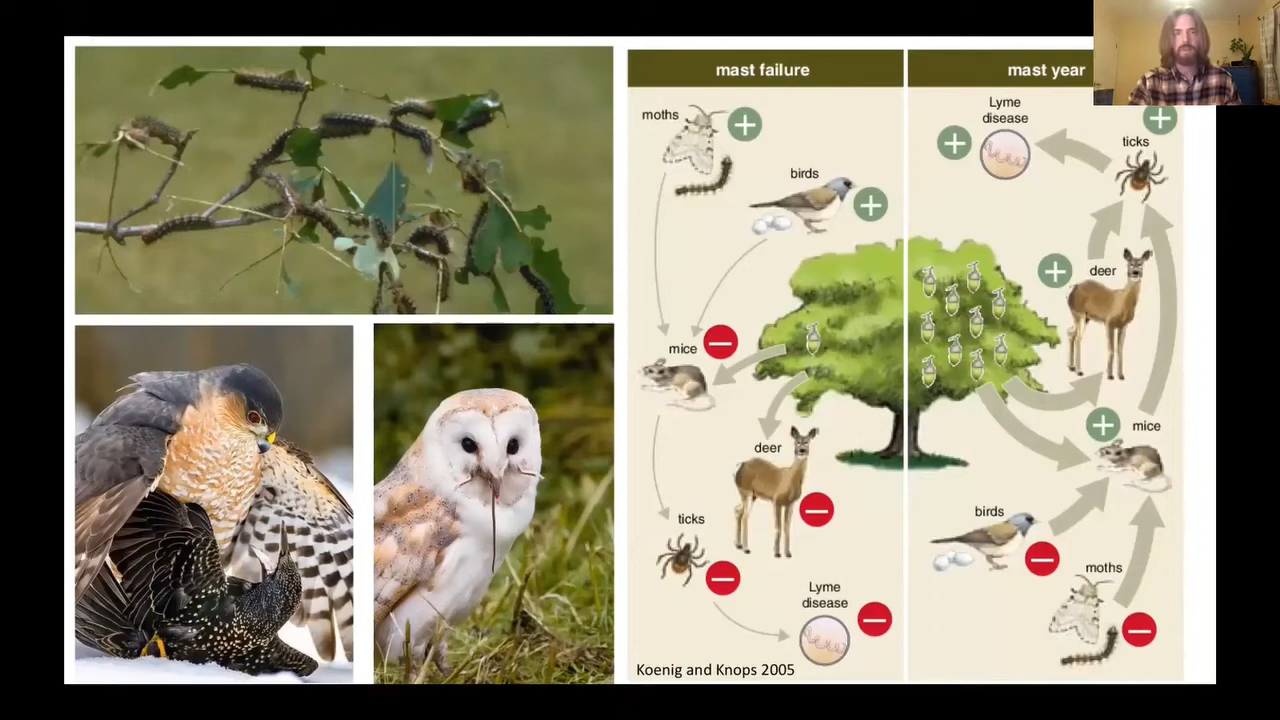 mast failure
moths
birds
mice
deer
ticks
Lyme
disease
Koenig and Knops 2005
mast year
Lyme
disease
ticks
deer
mice
birds
moths